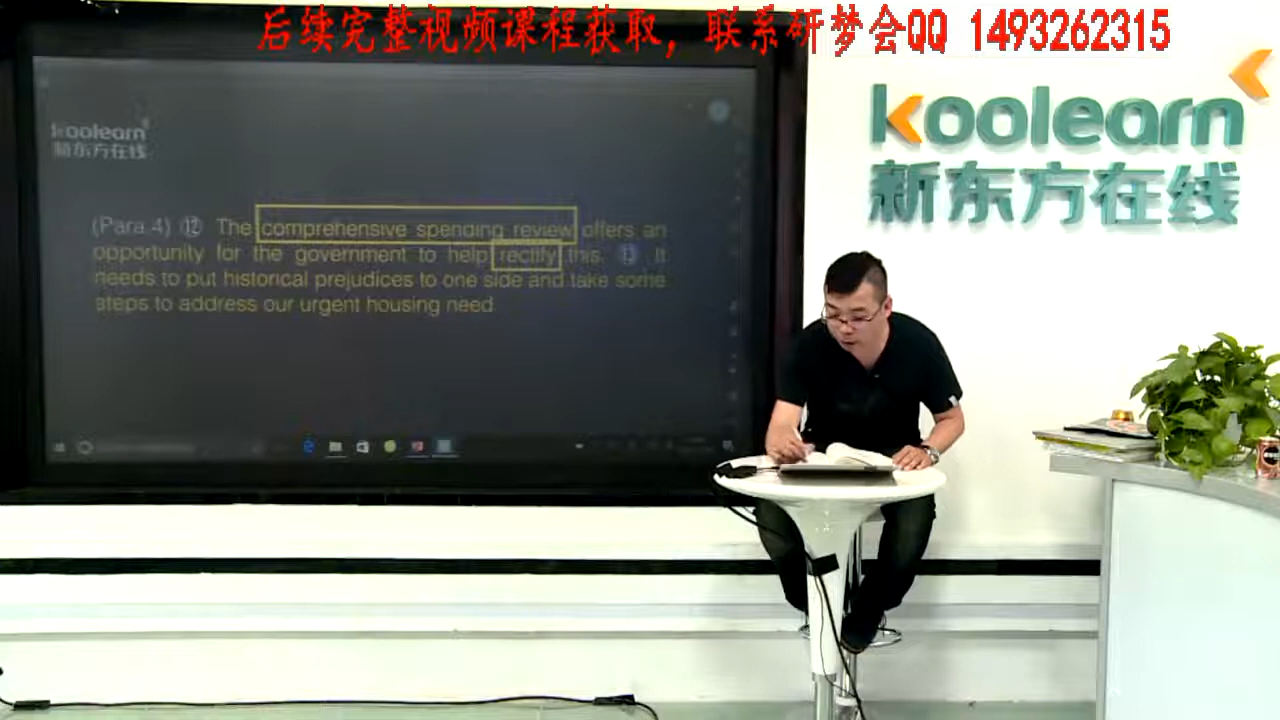 后续完整视频课程获取，联系研梦会QQ 1493262315
koolearn
新东方在线
koolearn
新东方在线
(Para.4) ⑫ The comprehensive spending review offers an
opportunity for the government to help rectify this. ⑬ It
needs to put historical prejudices to one side and take some
steps to address our urgent housing need.